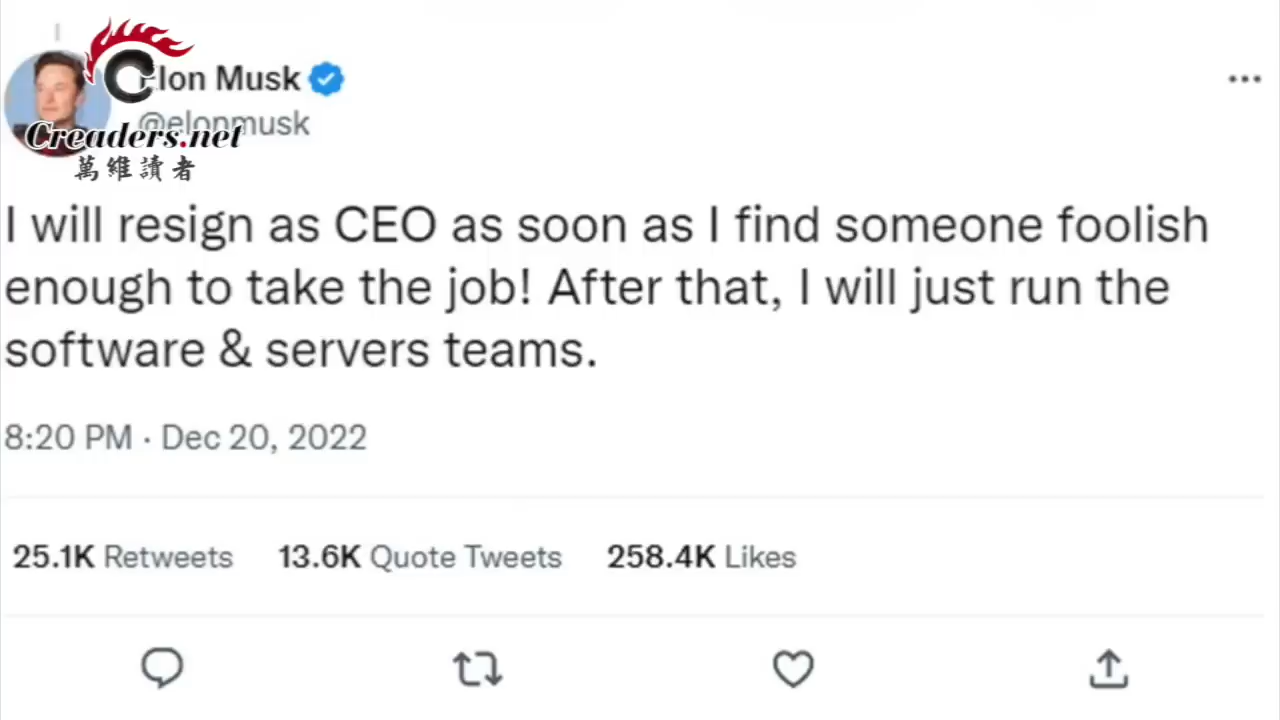 Elon Musk
@elonmusk
Creaders.net
萬維讀者
I will resign as CEO as soon as I find someone foolish
enough to take the job! After that, I will just run the
software & servers teams.
8:20 PM · Dec 20, 2022
25.1K Retweets 13.6K Quote Tweets 258.4K Likes